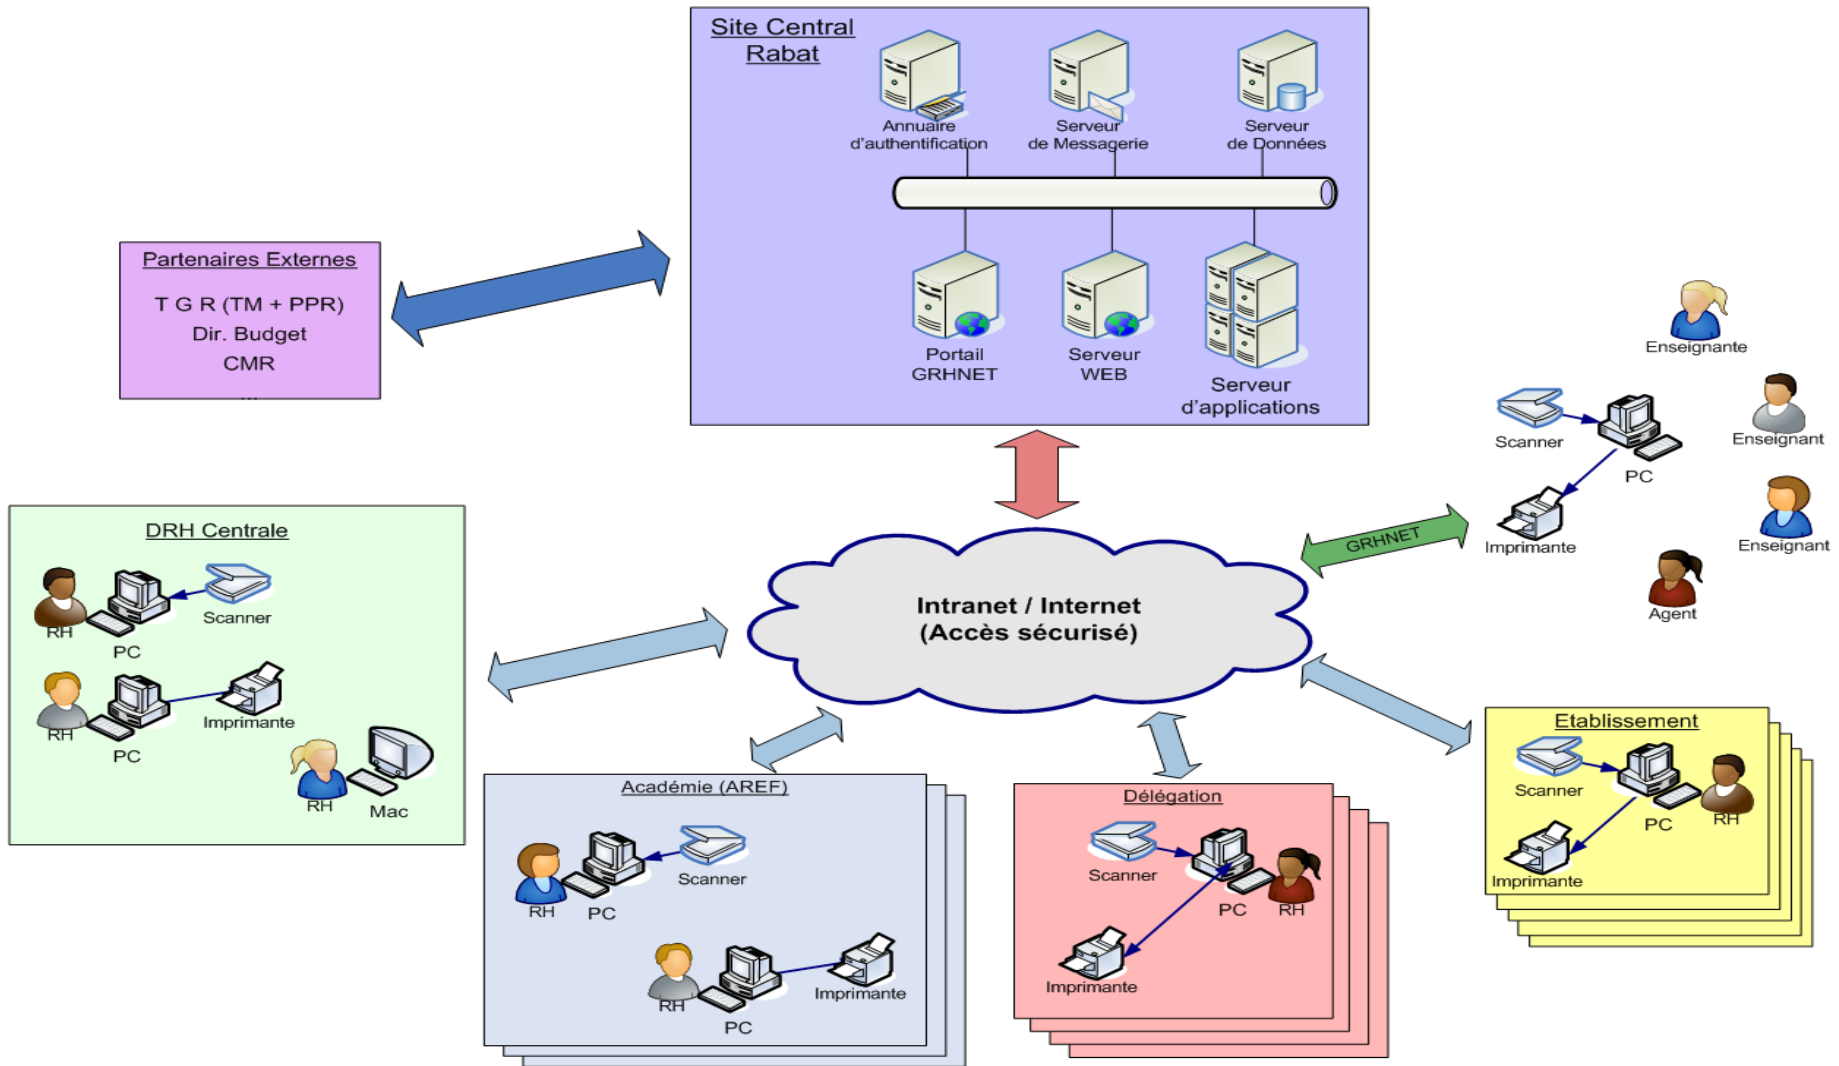 Site Central
Rabat
Annuaire
d'authentification
Serveur
de Messagerie
Serveur
de Données
Portail
GRHNET
Serveur
WEB
Serveur
d'applications
Partenaires Externes
T G R (TM + PPR)
Dir. Budget
CMR
...
Enseignante
Enseignant
Enseignant
Agent
Scanner
PC
Imprimante
GRHNET
Intranet / Internet
(Accès sécurisé)
DRH Centrale
RH
PC
Scanner
RH
PC
Imprimante
RH
Mac
Académie (AREF)
RH
PC
Scanner
RH
PC
Imprimante
Délégation
Scanner
PC
RH
Imprimante
Etablissement
Scanner
PC
RH
Imprimante